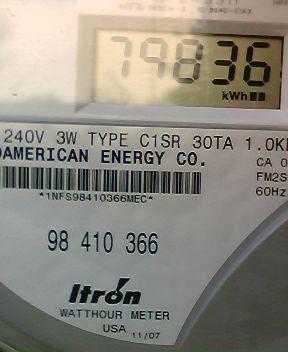 79836
kWh
240V 3W TYPE C1SR 30TA 1.0
AMERICAN ENERGY CO.
CA 0
*1NFS98410366MEC*
FM2S
60Hz
98 410 366
Itron
WATTHOUR METER
USA 11/07